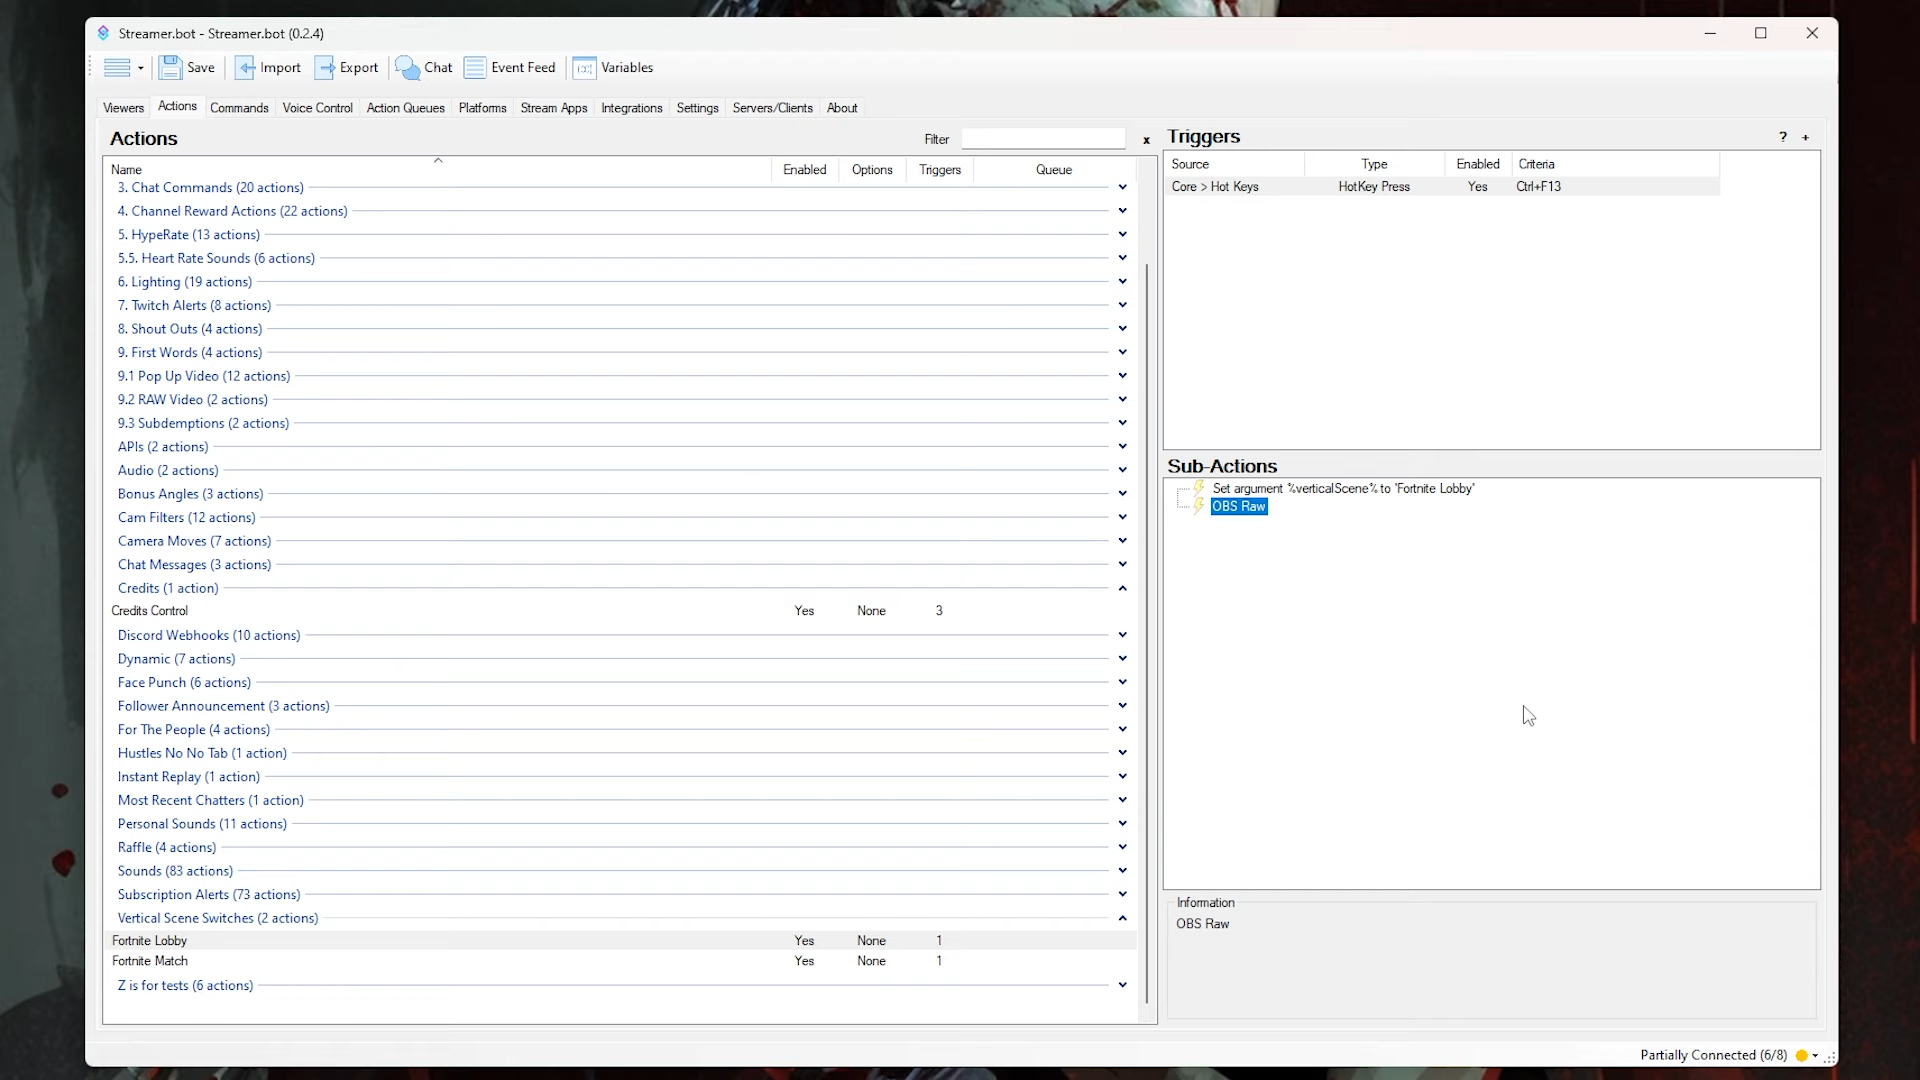 Streamer.bot - Streamer.bot (0.2.4)
Save Import Export Chat Event Feed Variables
Viewers Actions Commands Voice Control Action Queues Platforms Stream Apps Integrations Settings Servers/Clients About
Actions
Filter
x
Name Enabled Options Triggers Queue
3. Chat Commands (20 actions)
4. Channel Reward Actions (22 actions)
5. HypeRate (13 actions)
5.5. Heart Rate Sounds (6 actions)
6. Lighting (19 actions)
7. Twitch Alerts (8 actions)
8. Shout Outs (4 actions)
9. First Words (4 actions)
9.1 Pop Up Video (12 actions)
9.2 RAW Video (2 actions)
9.3 Subdemptions (2 actions)
APIs (2 actions)
Audio (2 actions)
Bonus Angles (3 actions)
Cam Filters (12 actions)
Camera Moves (7 actions)
Chat Messages (3 actions)
Credits (1 action)
Credits Control Yes None 3
Discord Webhooks (10 actions)
Dynamic (7 actions)
Face Punch (6 actions)
Follower Announcement (3 actions)
For The People (4 actions)
Hustles No No Tab (1 action)
Instant Replay (1 action)
Most Recent Chatters (1 action)
Personal Sounds (11 actions)
Raffle (4 actions)
Sounds (83 actions)
Subscription Alerts (73 actions)
Vertical Scene Switches (2 actions)
Fortnite Lobby Yes None 1
Fortnite Match Yes None 1
Z is for tests (6 actions)
Triggers
? +
Source Type Enabled Criteria
Core > Hot Keys HotKey Press Yes Ctrl+F13
Sub-Actions
Set argument %verticalScene% to 'Fortnite Lobby'
OBS Raw
Information
OBS Raw
Partially Connected (6/8)